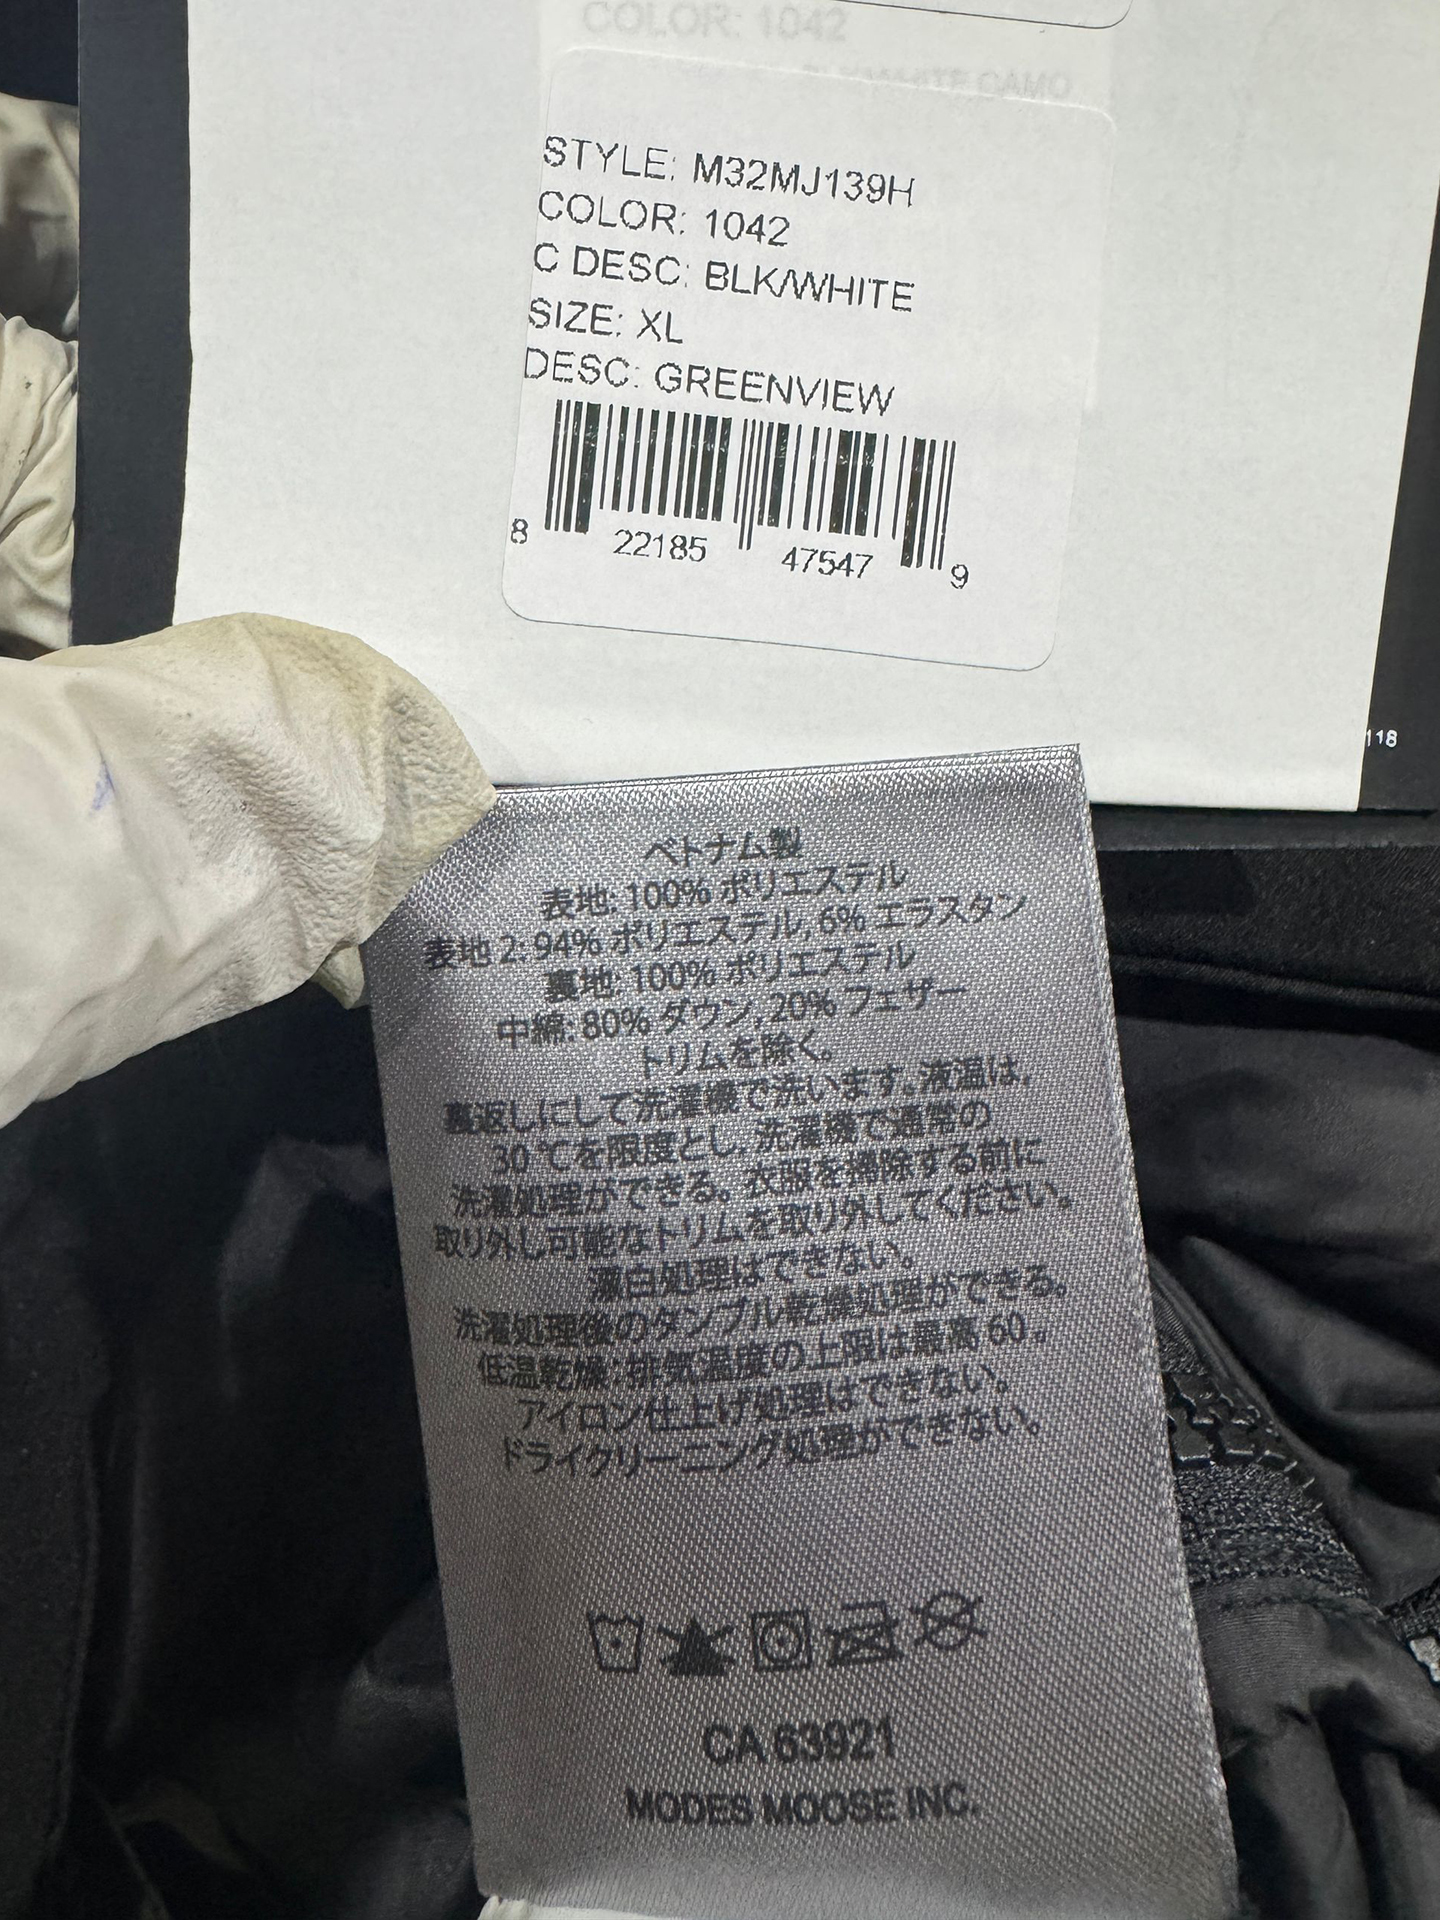 COLOR: 1042
BLK/WHITE CAMO
STYLE: M32MJ139H
COLOR: 1042
C DESC: BLK/WHITE
SIZE: XL
DESC: GREENVIEW
8 22185 47547 9
118
ベトナム製
表地: 100% ポリエステル
表地 2: 94% ポリエステル, 6% エラスタン
裏地: 100% ポリエステル
中綿: 80% ダウン, 20% フェザー
トリムを除く。
裏返しにして洗濯機で洗います。液温は,
30 ℃を限度とし, 洗濯機で通常の
洗濯処理ができる。衣服を掃除する前に
取り外し可能なトリムを取り外してください。
漂白処理はできない。
洗濯処理後のタンブル乾燥処理ができる。
低温乾燥: 排気温度の上限は最高 60。
アイロン仕上げ処理はできない。
ドライクリーニング処理ができない。
CA 63921
MODES MOOSE INC.